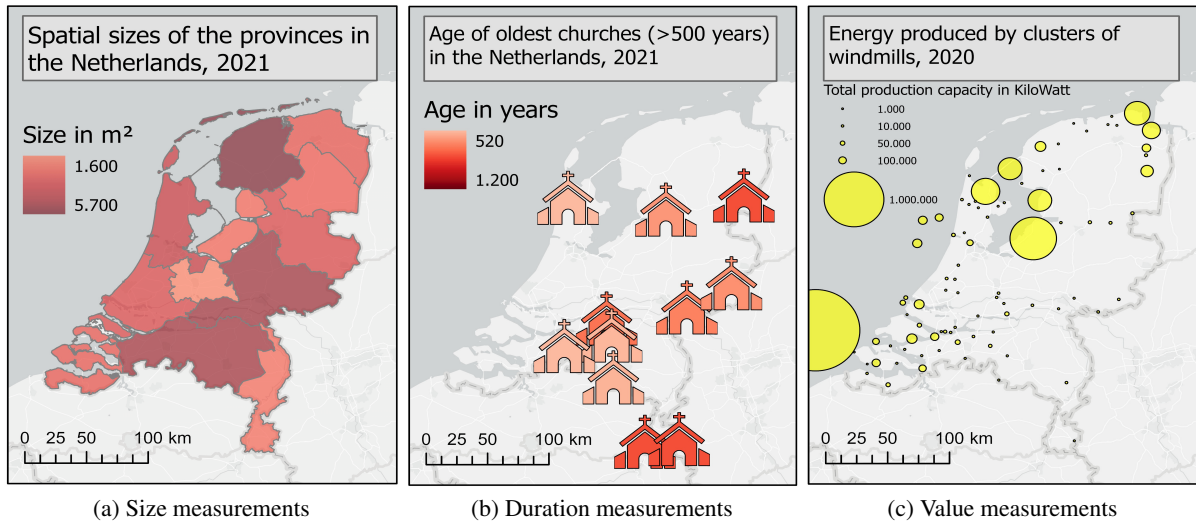 Spatial sizes of the provinces in
the Netherlands, 2021
Size in m²
1.600
5.700
0 25 50 100 km
(a) Size measurements
Age of oldest churches (>500 years)
in the Netherlands, 2021
Age in years
520
1.200
0 25 50 100 km
(b) Duration measurements
Energy produced by clusters of
windmills, 2020
Total production capacity in KiloWatt
1.000
10.000
50.000
100.000
1.000.000
0 25 50 100 km
(c) Value measurements